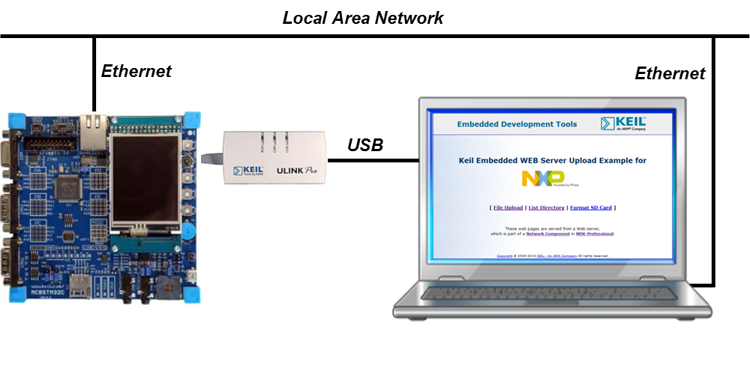 Local Area Network
Ethernet
Ethernet
USB
KEIL
ULINK Pro
Embedded Development Tools
KEIL
An ARM® Company
Keil Embedded WEB Server Upload Example for
NXP
founded by Philips
[ File Upload | List Directory | Format SD Card ]
These web pages are served from a Web server,
which is part of a Network Component in MDK-Professional.
Copyright © 2004-2014 KEIL - An ARM Company All rights reserved.
www.keil.com/
MCBSTM32C